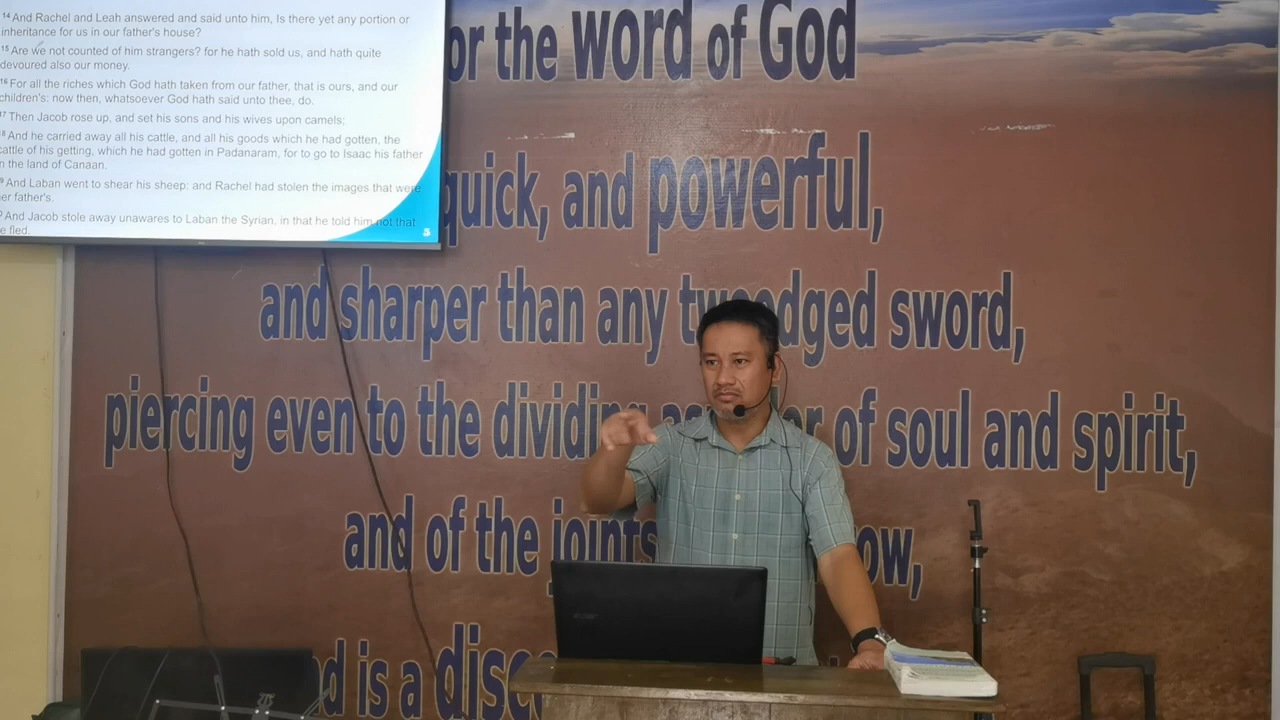 14 And Rachel and Leah answered and said unto him, Is there yet any portion or
inheritance for us in our father's house?
15 Are we not counted of him strangers? for he hath sold us, and hath quite
devoured also our money.
16 For all the riches which God hath taken from our father, that is ours, and our
children's: now then, whatsoever God hath said unto thee, do.
17 Then Jacob rose up, and set his sons and his wives upon camels;
18 And he carried away all his cattle, and all his goods which he had gotten, the
cattle of his getting, which he had gotten in Padanaram, for to go to Isaac his father
in the land of Canaan.
9 And Laban went to shear his sheep: and Rachel had stolen the images that were
her father's.
And Jacob stole away unawares to Laban the Syrian, in that he told him not that
he fled.
5
or the word of God
quick, and powerful,
and sharper than any twoedged sword,
piercing even to the dividing of soul and spirit,
and of the joints
is a